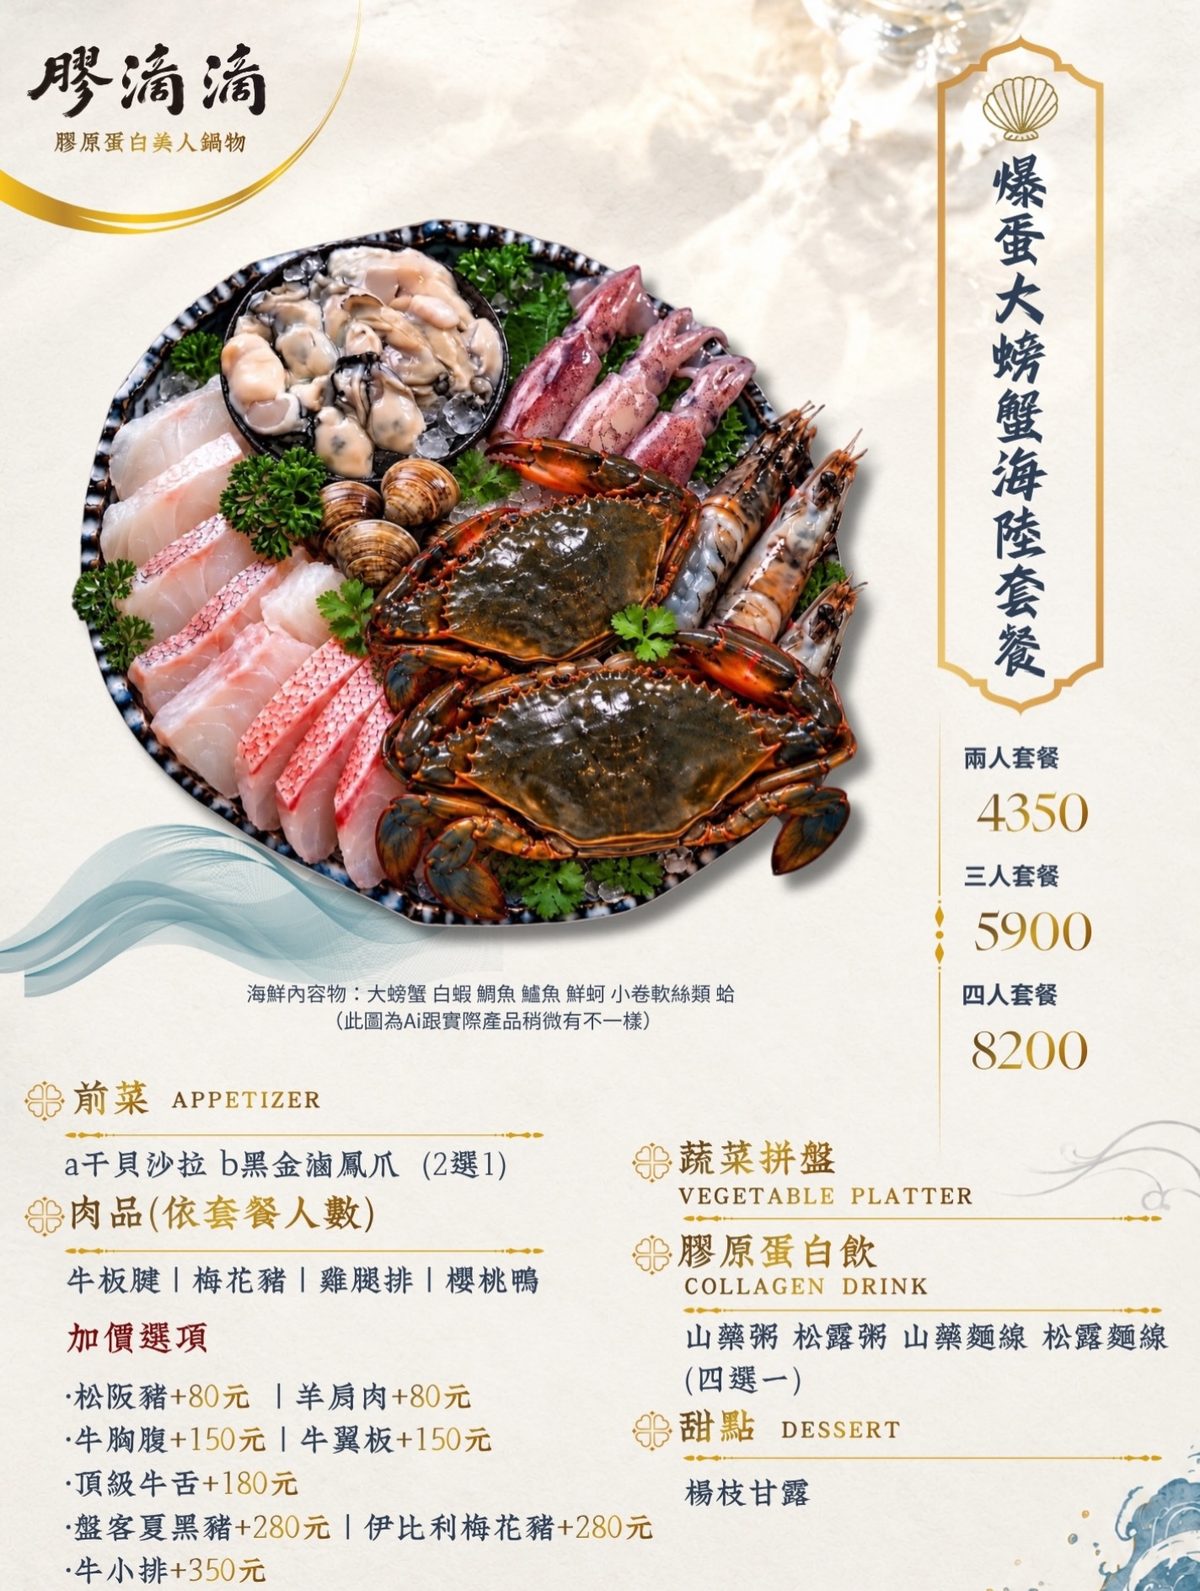 膠滴滴
膠原蛋白美人鍋物
爆蛋大螃蟹海陸套餐
兩人套餐
4350
三人套餐
5900
四人套餐
8200
海鮮內容物：大螃蟹 白蝦 鯛魚 鱸魚 鮮蚵 小卷軟絲類 蛤
（此圖為Ai跟實際產品稍微有不一樣）
前菜 APPETIZER
a干貝沙拉 b黑金滷鳳爪 (2選1)
肉品(依套餐人數)
牛板腱 | 梅花豬 | 雞腿排 | 櫻桃鴨
加價選項
·松阪豬+80元 | 羊肩肉+80元
·牛胸腹+150元 | 牛翼板+150元
·頂級牛舌+180元
·盤客夏黑豬+280元 | 伊比利梅花豬+280元
·牛小排+350元
蔬菜拼盤
VEGETABLE PLATTER
膠原蛋白飲
COLLAGEN DRINK
山藥粥 松露粥 山藥麵線 松露麵線
(四選一)
甜點 DESSERT
楊枝甘露